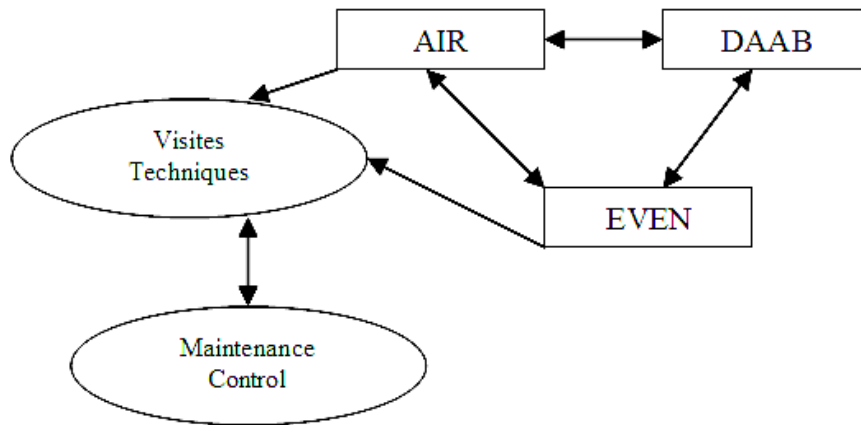 AIR
DAAB
Visites
Techniques
EVEN
Maintenance
Control